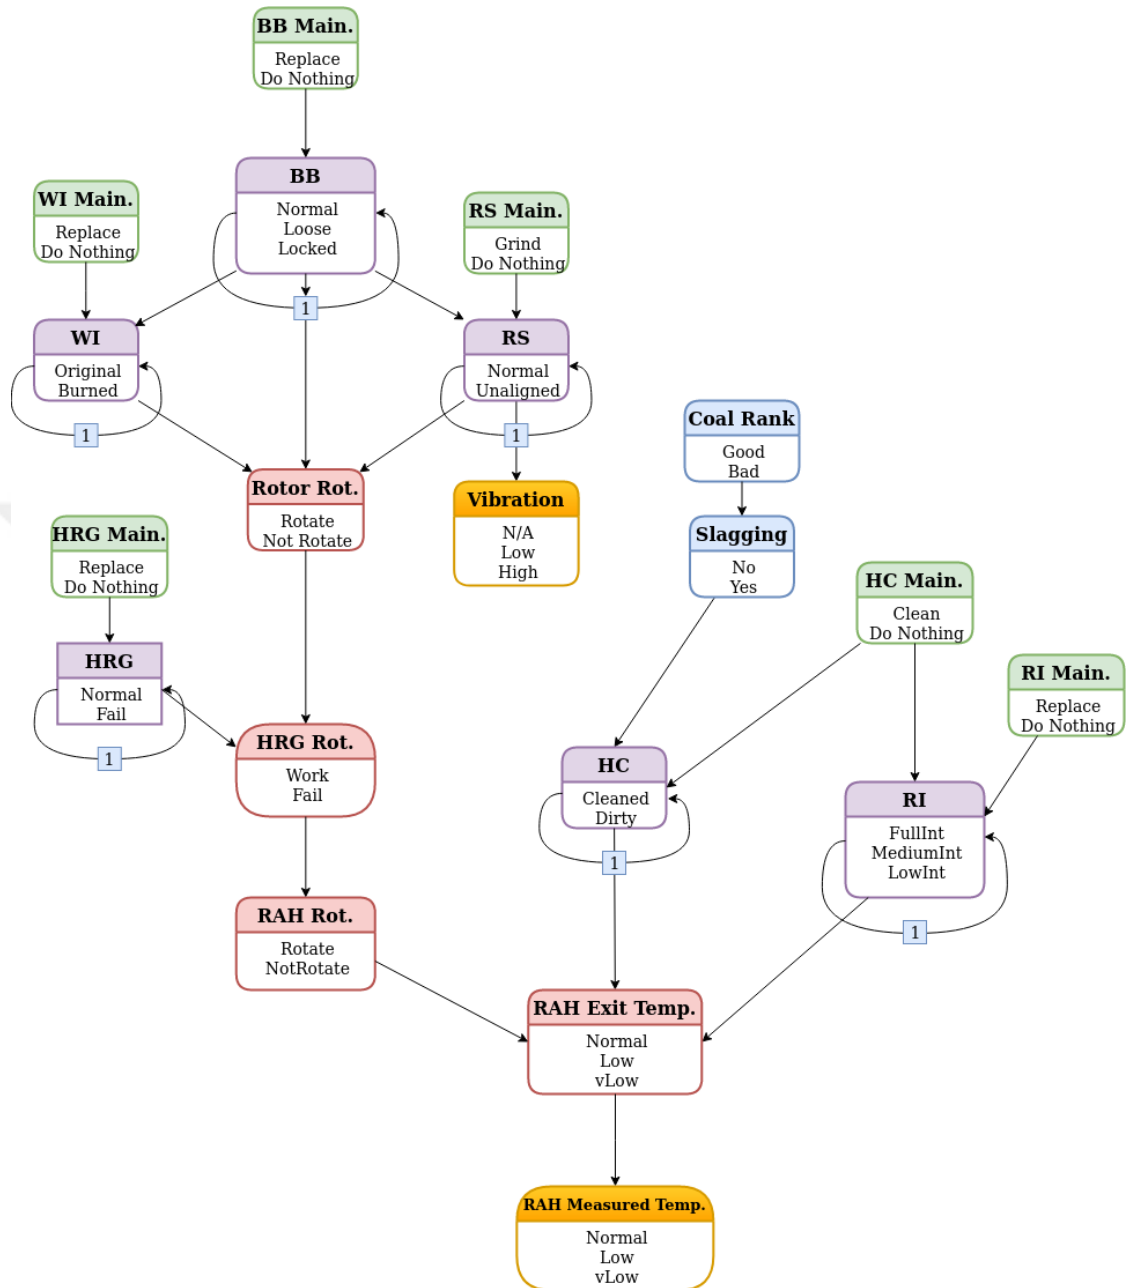 BB Main.
Replace
Do Nothing
BB
Normal
Loose
Locked
1
WI Main.
Replace
Do Nothing
RS Main.
Grind
Do Nothing
WI
Original
Burned
1
RS
Normal
Unaligned
1
Rotor Rot.
Rotate
Not Rotate
Vibration
N/A
Low
High
Coal Rank
Good
Bad
Slagging
No
Yes
HRG Main.
Replace
Do Nothing
HRG
Normal
Fail
1
HRG Rot.
Work
Fail
HC Main.
Clean
Do Nothing
RI Main.
Replace
Do Nothing
HC
Cleaned
Dirty
1
RI
FullInt
MediumInt
LowInt
1
RAH Rot.
Rotate
NotRotate
RAH Exit Temp.
Normal
Low
vLow
RAH Measured Temp.
Normal
Low
vLow